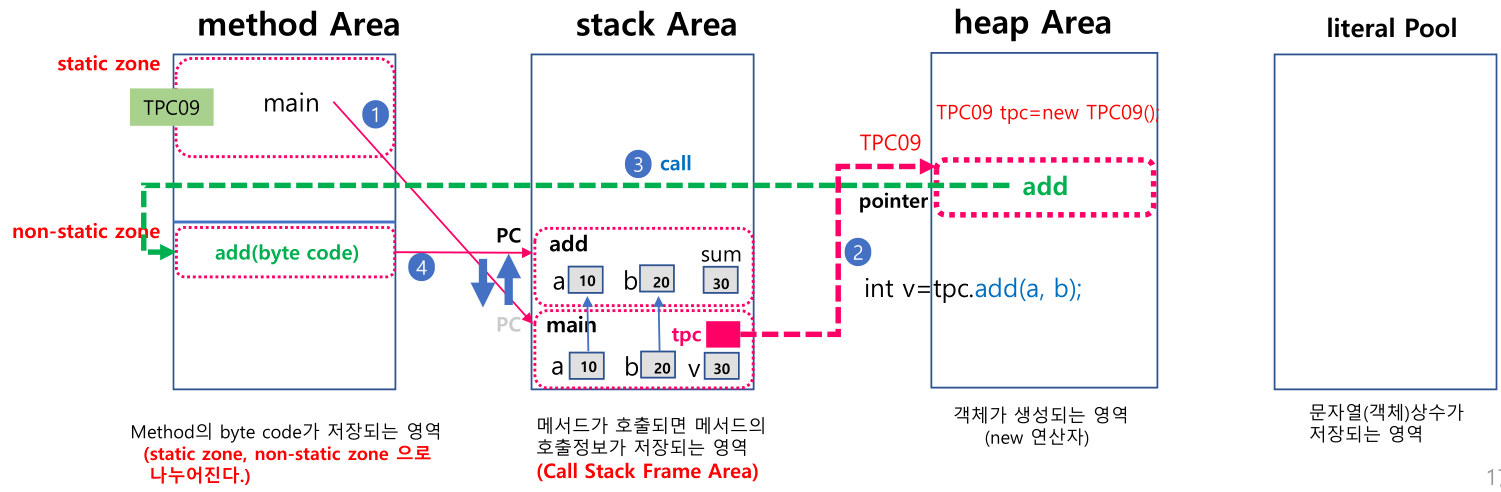 method Area
stack Area
heap Area
literal Pool
static zone
TPC09
main
1
non-static zone
add(byte code)
4
3 call
PC
PC
add
sum
a 10 b 20 30
main
tpc
a 10 b 20 v 30
TPC09 tpc=new TPC09();
TPC09
add
pointer
2
int v=tpc.add(a, b);
Method의 byte code가 저장되는 영역
(static zone, non-static zone 으로
나누어진다.)
메서드가 호출되면 메서드의
호출정보가 저장되는 영역
(Call Stack Frame Area)
객체가 생성되는 영역
(new 연산자)
문자열(객체)상수가
저장되는 영역